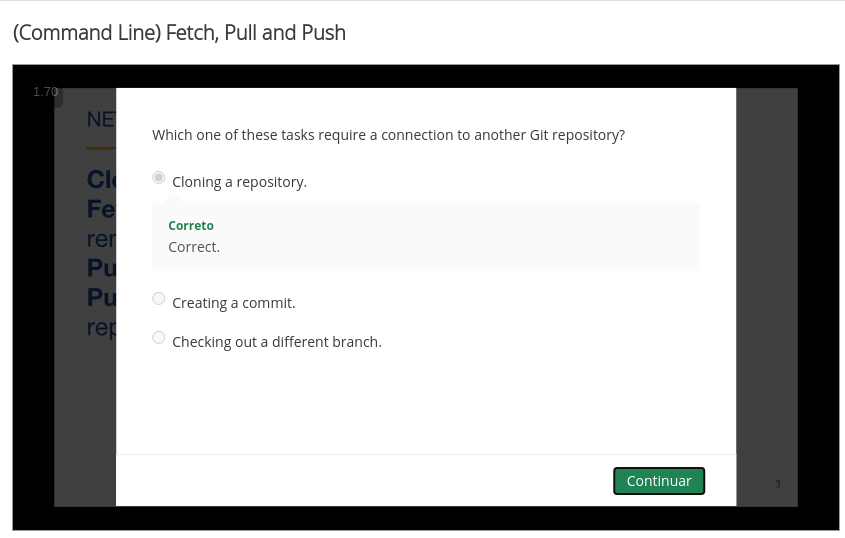 (Command Line) Fetch, Pull and Push
1.70
NE
Which one of these tasks require a connection to another Git repository?
Cl
Cloning a repository.
Fe
Correto
rer
Correct.
Pu
Pu
Creating a commit.
rep
Checking out a different branch.
Continuar
3